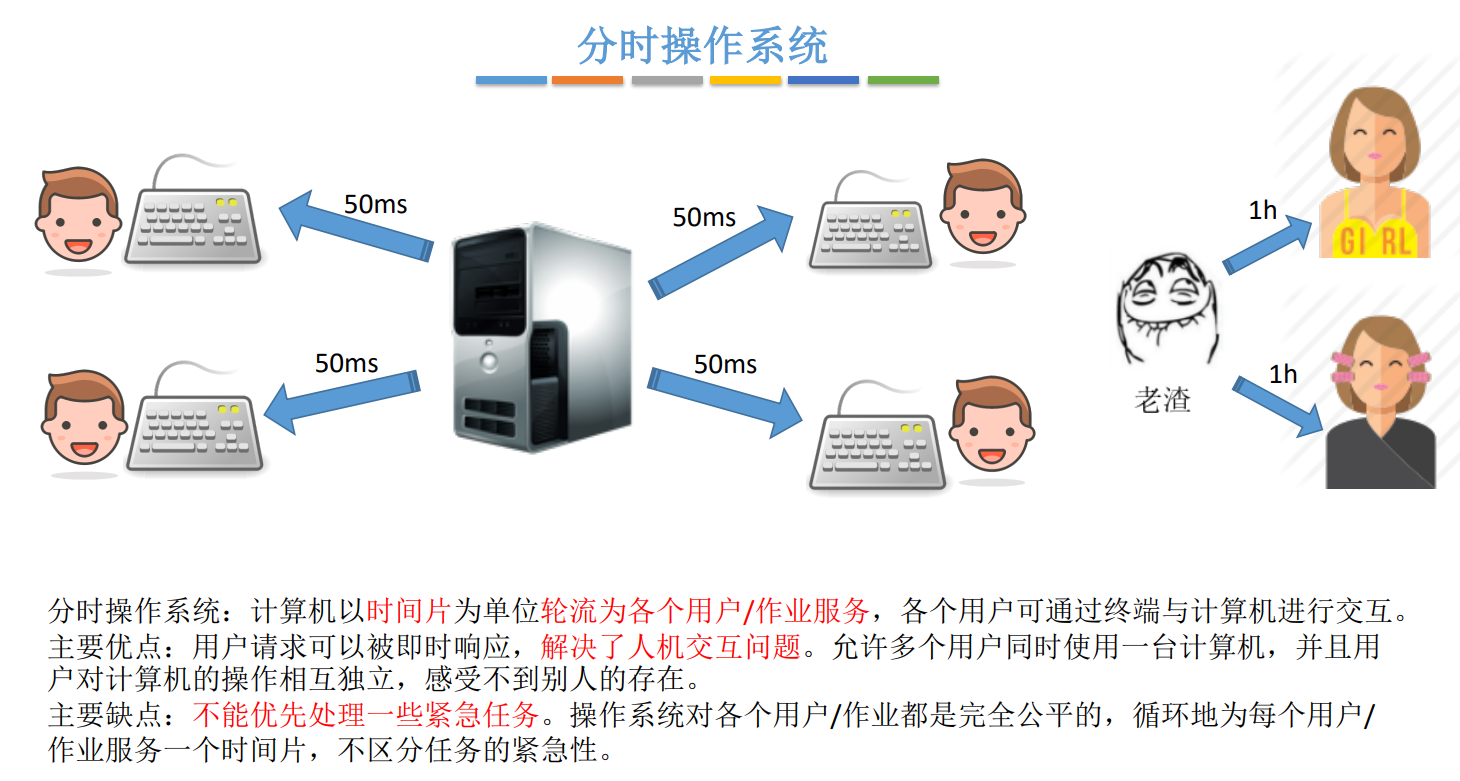 分时操作系统
50ms
50ms
50ms
50ms
1h
1h
GI RL
老渣
分时操作系统：计算机以时间片为单位轮流为各个用户/作业服务，各个用户可通过终端与计算机进行交互。
主要优点：用户请求可以被即时响应，解决了人机交互问题。允许多个用户同时使用一台计算机，并且用
户对计算机的操作相互独立，感受不到别人的存在。
主要缺点：不能优先处理一些紧急任务。操作系统对各个用户/作业都是完全公平的，循环地为每个用户/
作业服务一个时间片，不区分任务的紧急性。